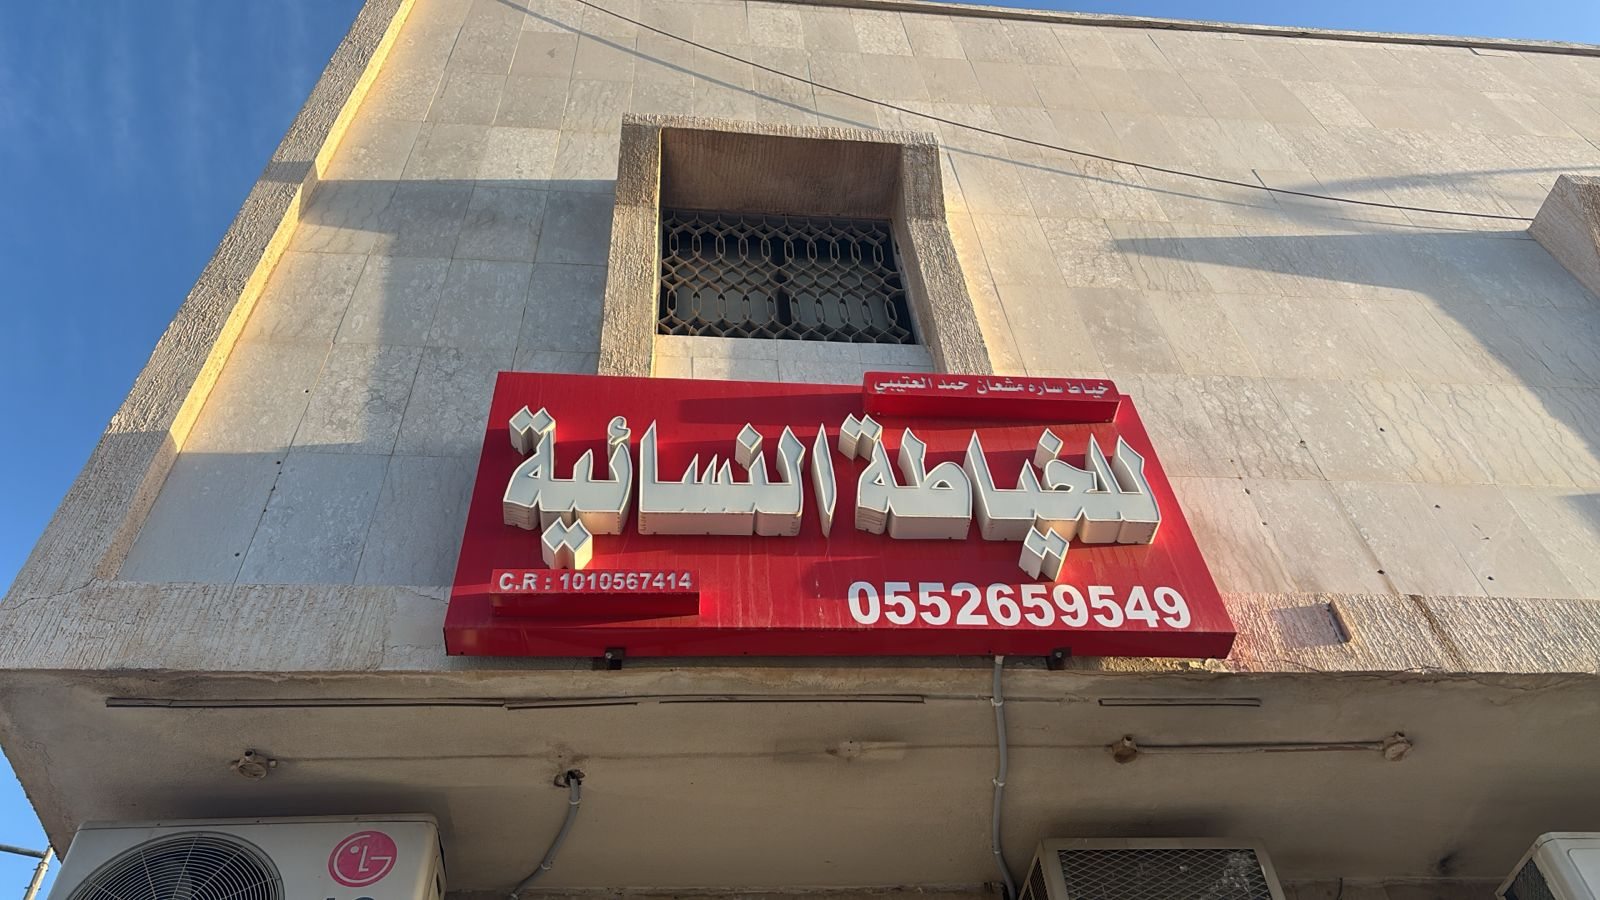 خياط ساره مشعان حمد العتيبي
للخياطة النسائية
C.R : 1010567414
0552659549
LG